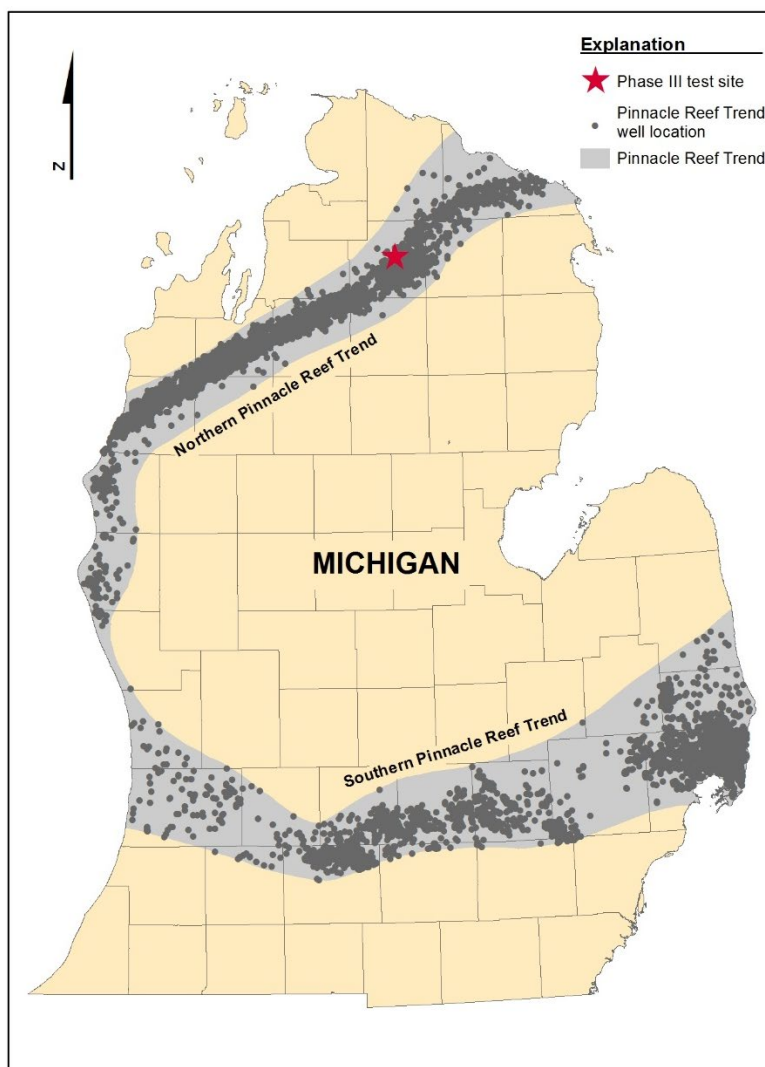 Explanation
Phase III test site
Pinnacle Reef Trend
well location
Pinnacle Reef Trend
N
Northern Pinnacle Reef Trend
MICHIGAN
Southern Pinnacle Reef Trend